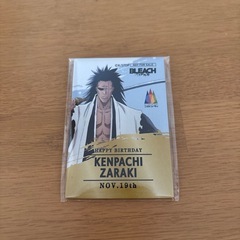 BLEACH
HAPPY BIRTHDAY
KENPACHI
ZARAKI
NOV.19th